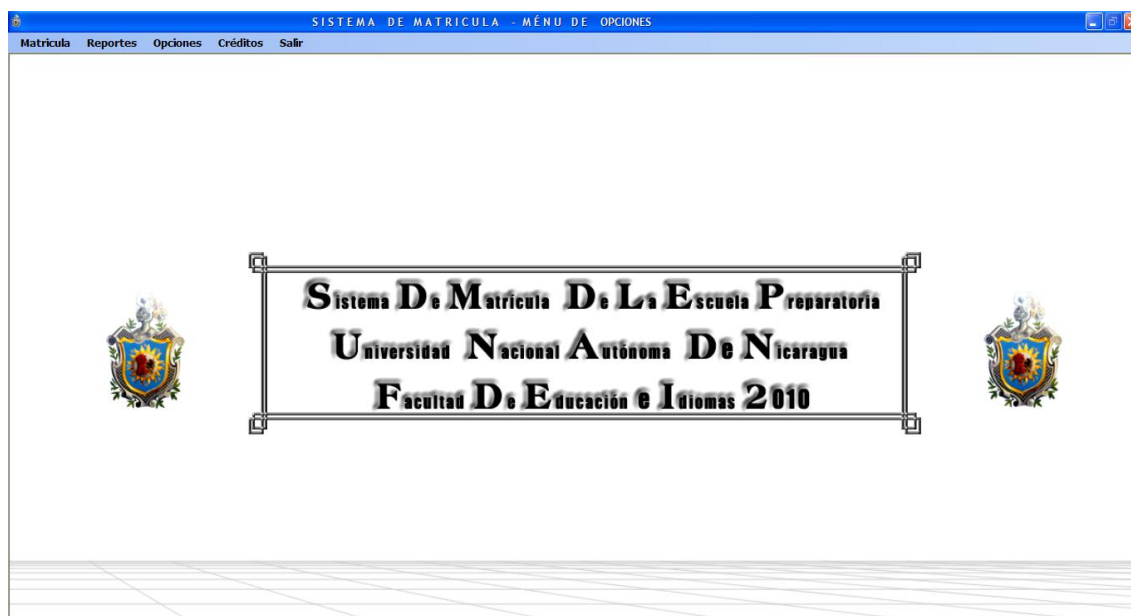 SISTEMA DE MATRICULA - MÉNU DE OPCIONES
Matricula Reportes Opciones Créditos Salir
Sistema De Matrícula De La Escuela Preparatoria
Universidad Nacional Autónoma De Nicaragua
Facultad De Educación e Idiomas 2010